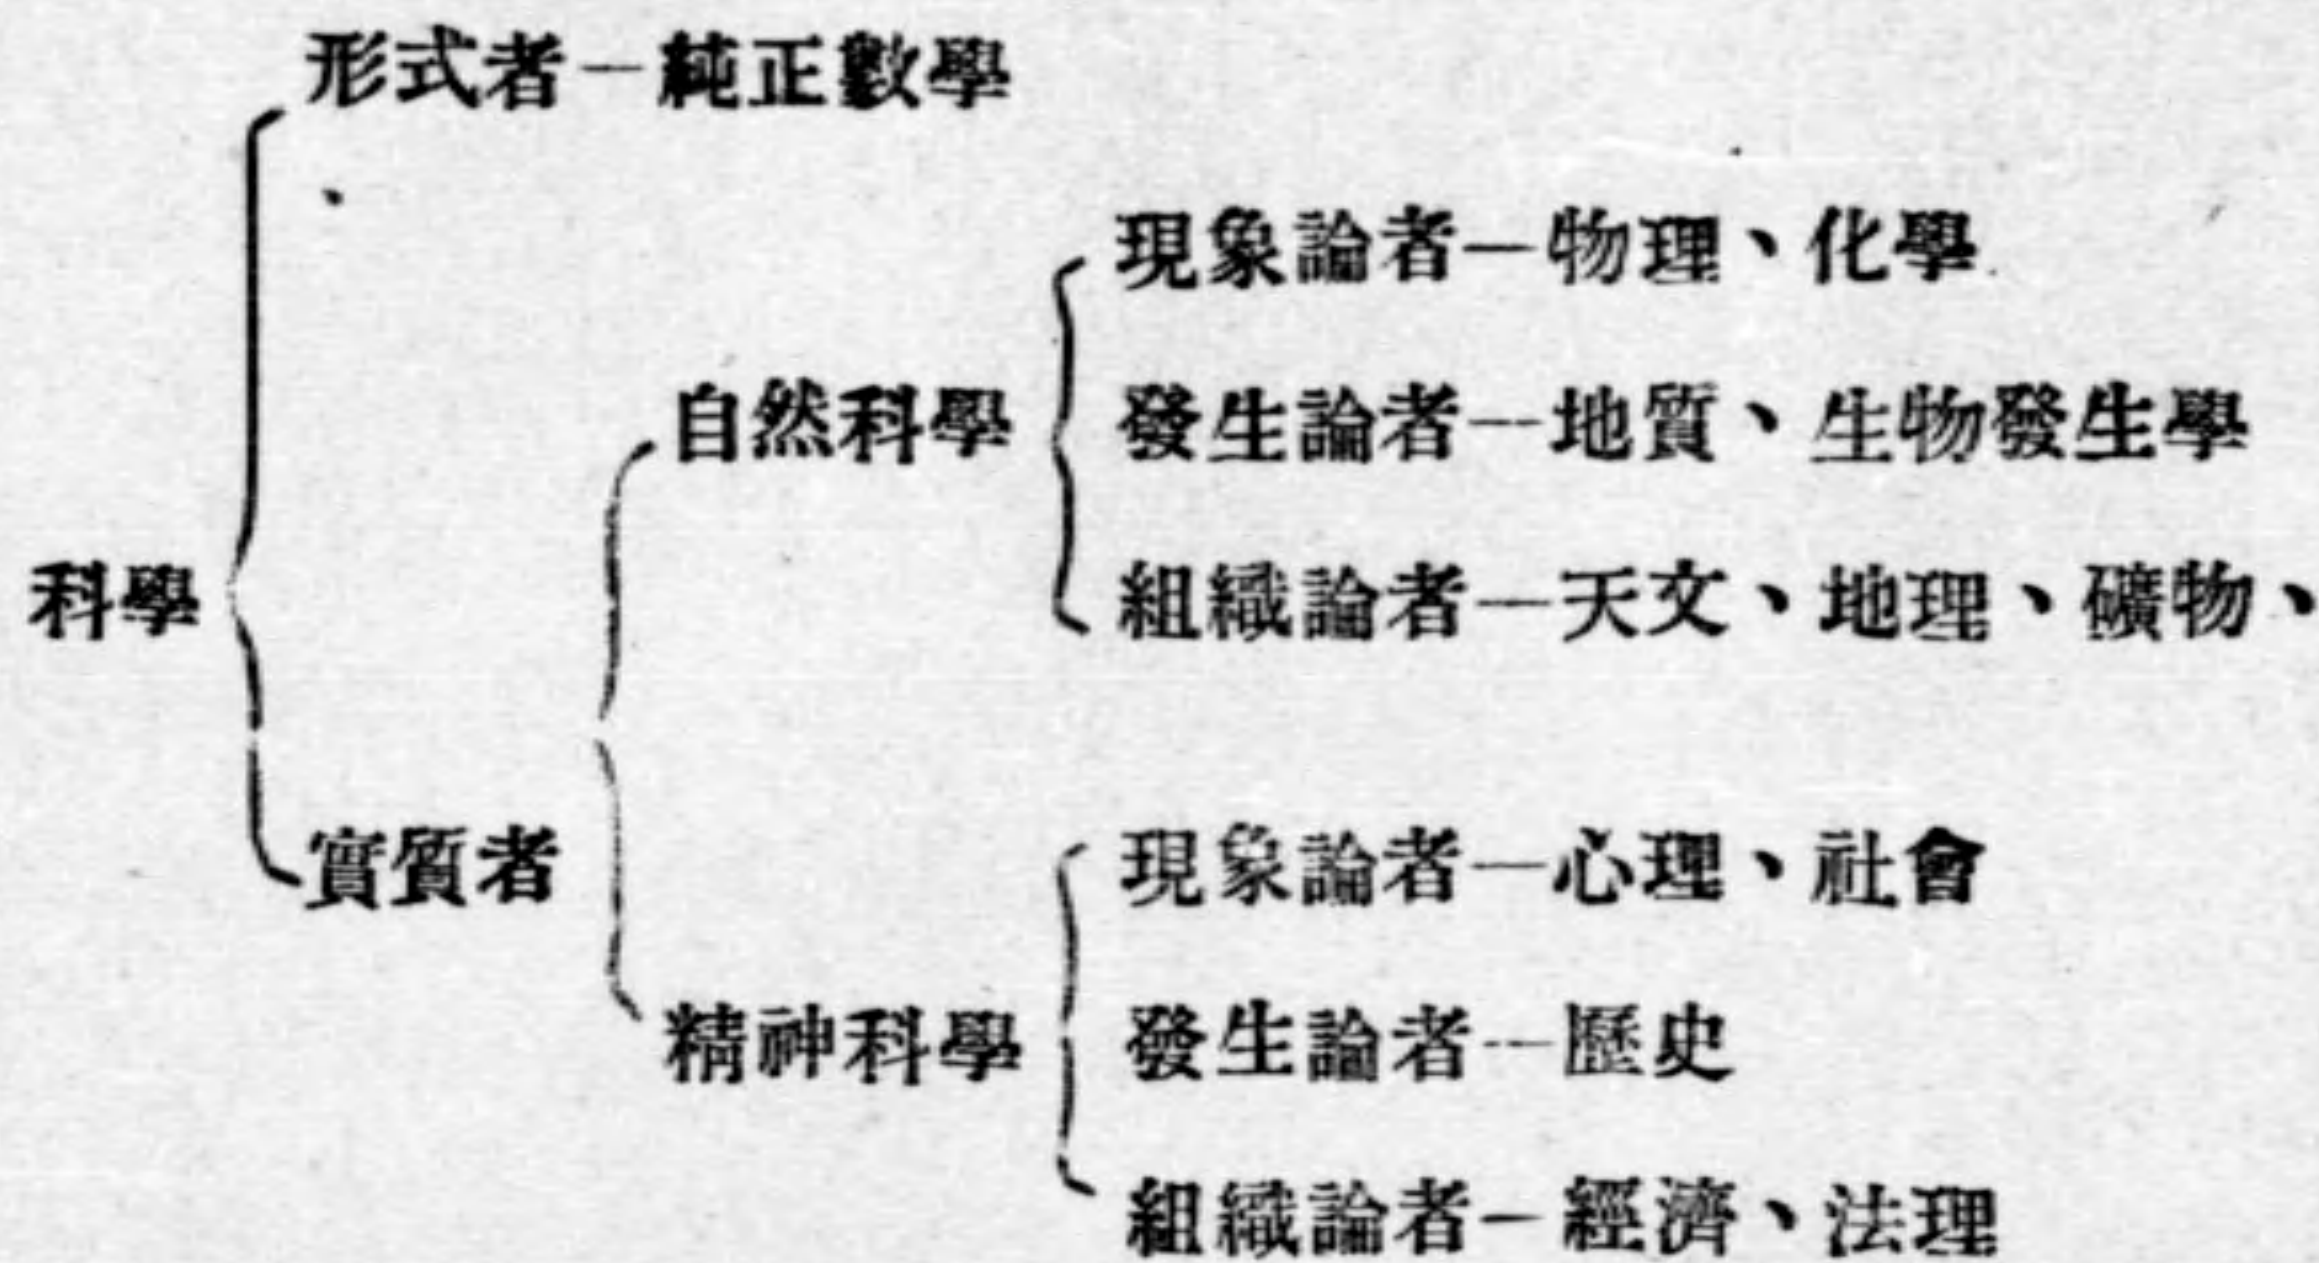 形式者—純正數學
現象論者—物理、化學
自然科學
發生論者—地質、生物發生學
科學
組織論者—天文、地理、礦物、
實質者
現象論者—心理、社會
精神科學
發生論者—歷史
組織論者—經濟、法理